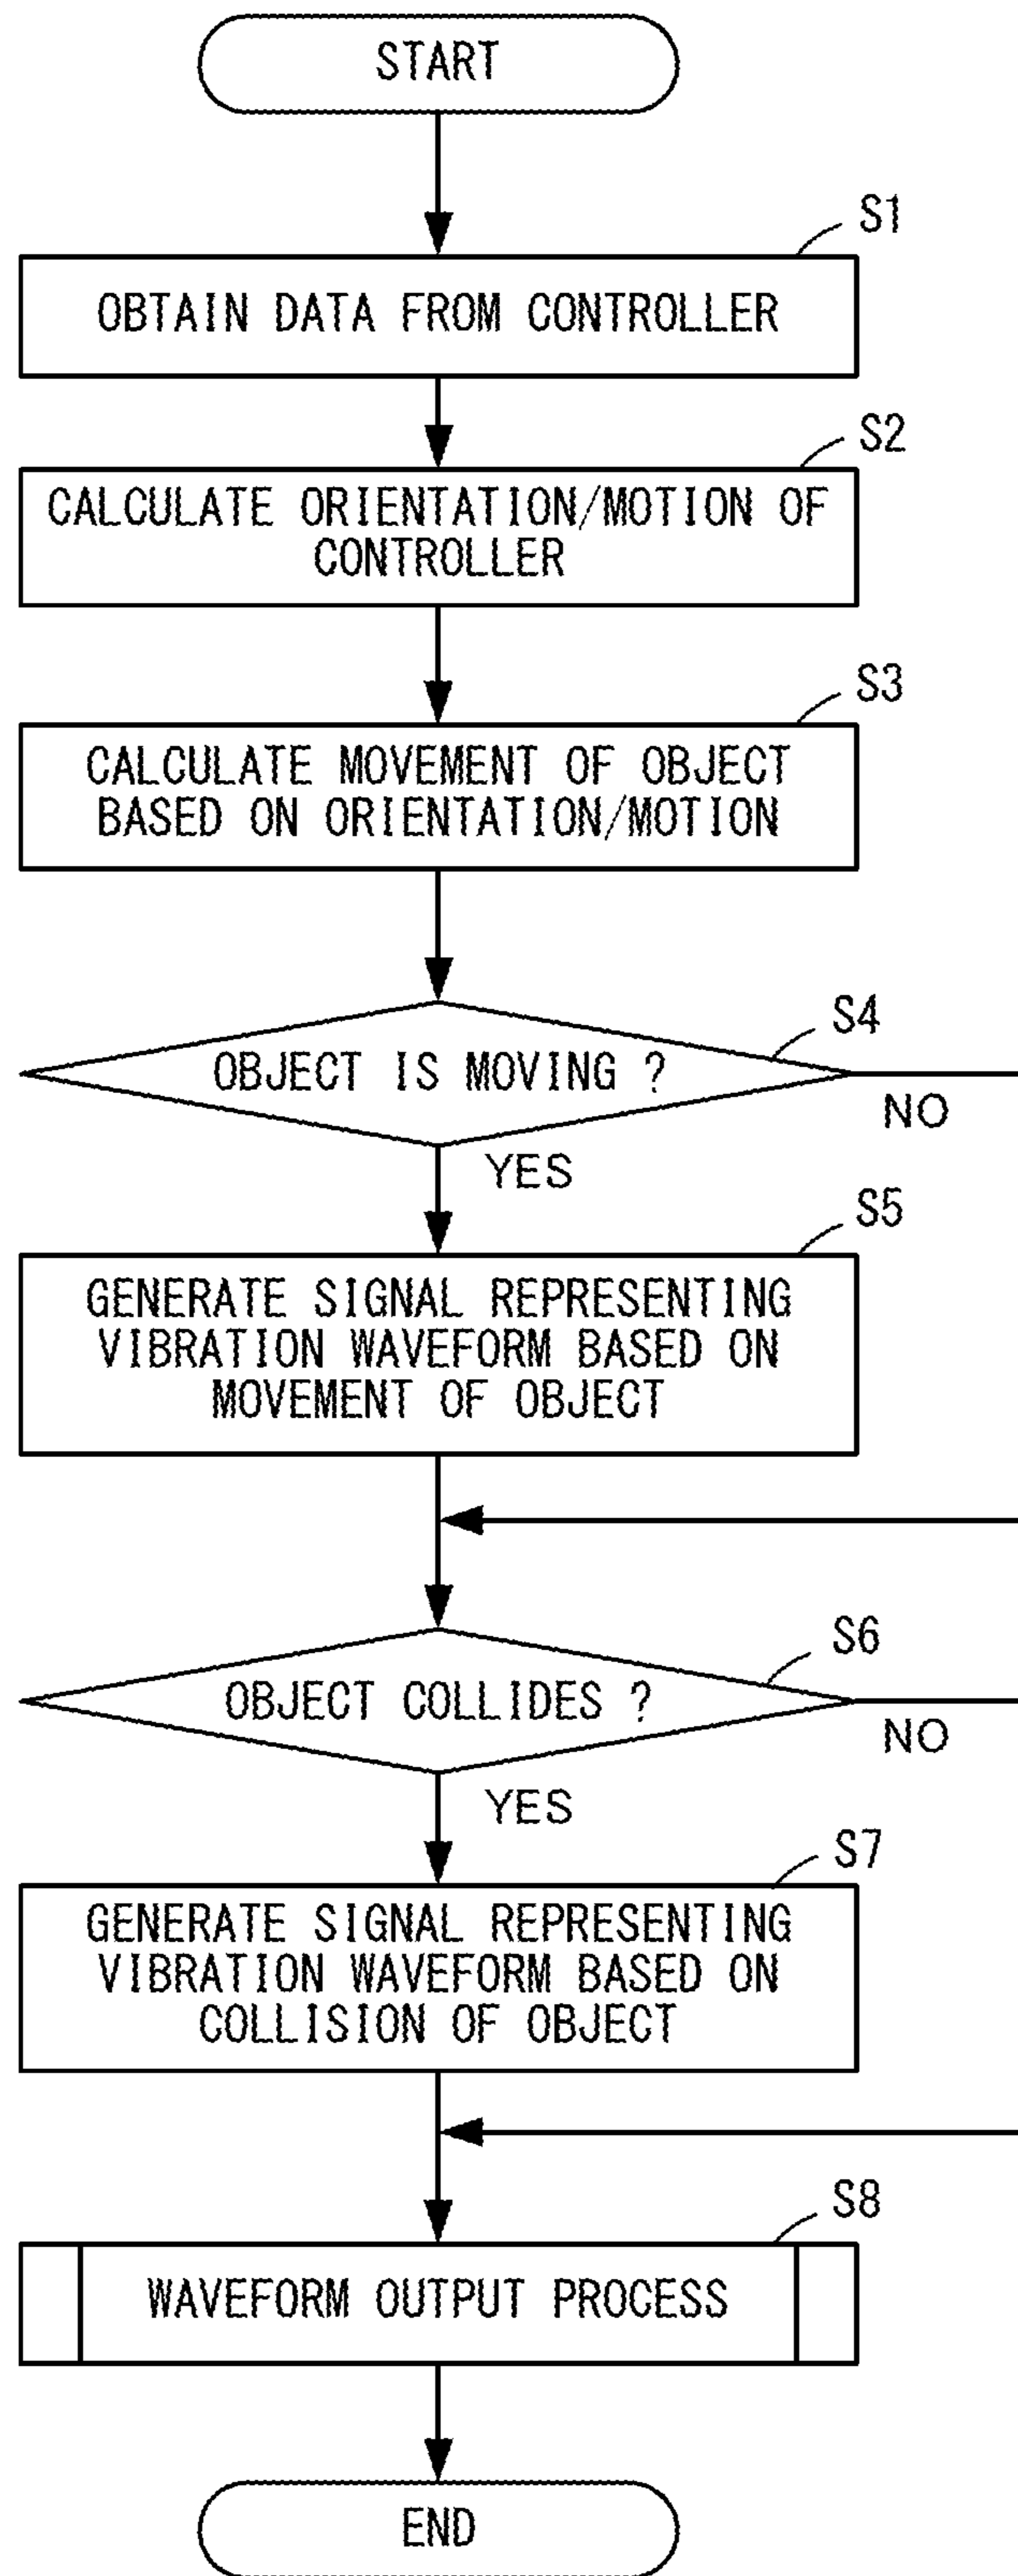 START
S1
OBTAIN DATA FROM CONTROLLER
S2
CALCULATE ORIENTATION/MOTION OF
CONTROLLER
S3
CALCULATE MOVEMENT OF OBJECT
BASED ON ORIENTATION/MOTION
S4
OBJECT IS MOVING ?
NO
YES
S5
GENERATE SIGNAL REPRESENTING
VIBRATION WAVEFORM BASED ON
MOVEMENT OF OBJECT
S6
OBJECT COLLIDES ?
NO
YES
S7
GENERATE SIGNAL REPRESENTING
VIBRATION WAVEFORM BASED ON
COLLISION OF OBJECT
S8
WAVEFORM OUTPUT PROCESS
END